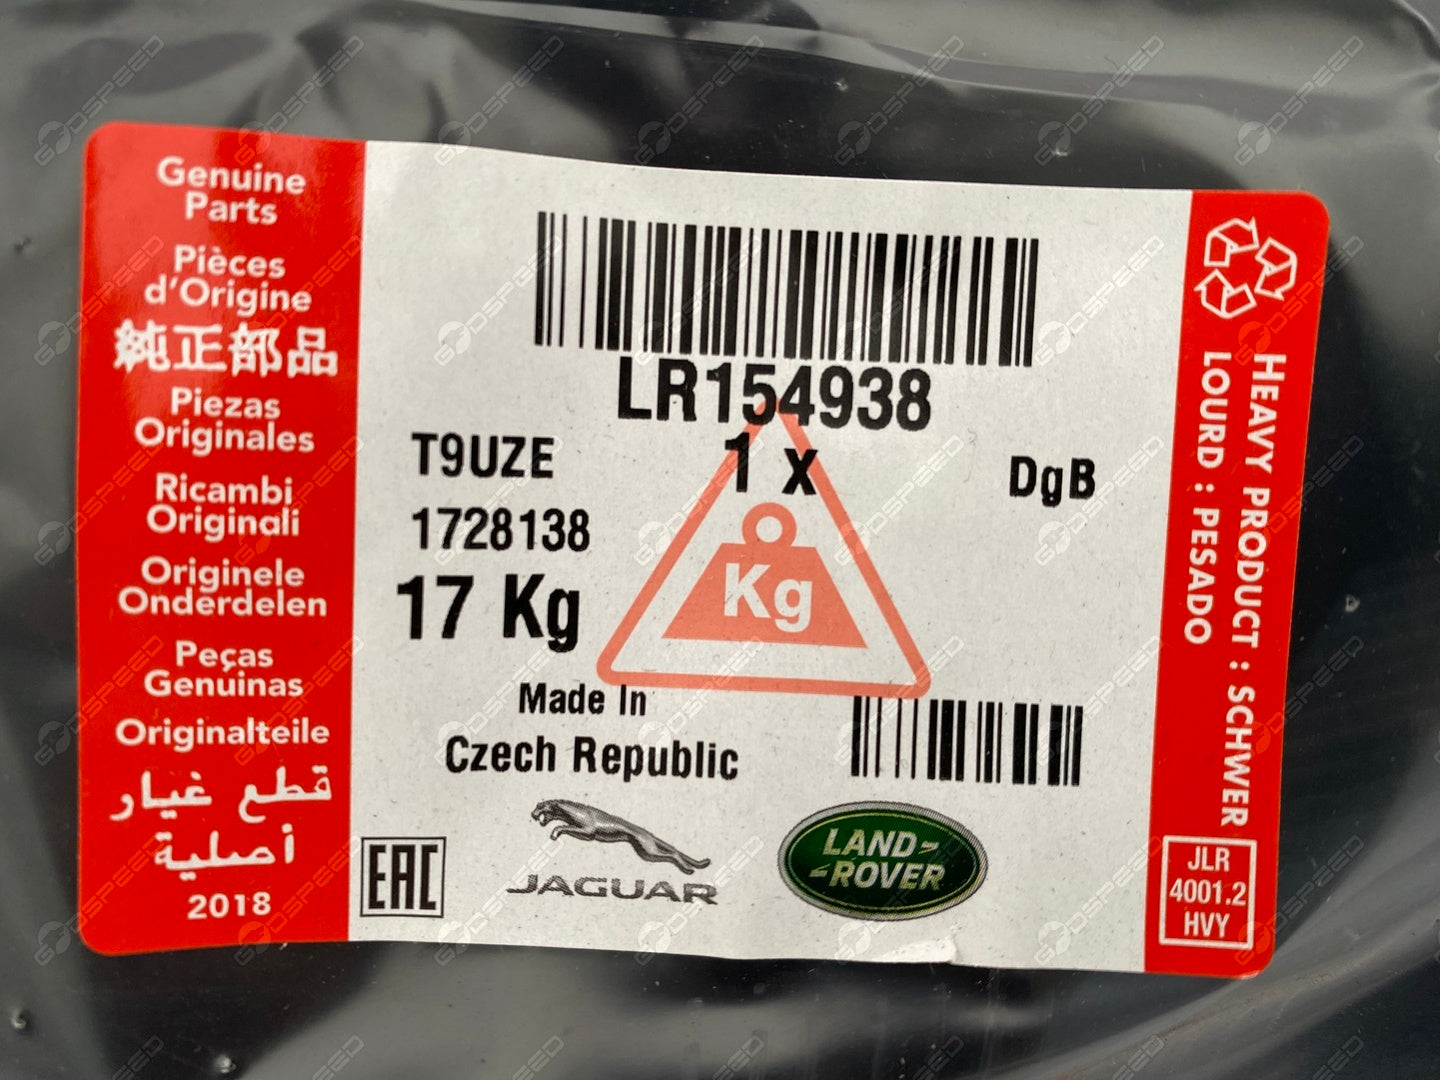 Genuine
Parts
Pièces
d'Origine
純正部品
Piezas
Originales
Ricambi
Originali
Originele
Onderdelen
Peças
Genuinas
Originalteile
قطع غيار
أصلية
2018
LR154938
1 x
T9UZE
DgB
1728138
17 Kg
Kg
Made In
Czech Republic
EAC
JAGUAR
LAND-
-ROVER
HEAVY PRODUCT : SCHWER
LOURD : PESADO
JLR
4001.2
HVY
GODSPEED